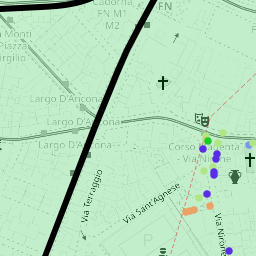 Cadorna
FN M1
M2
FN
Monti
Piazza
Virgilio
Largo D'Ancona
Largo D'Ancona
Largo D'Ancona
Corso Magenta
Via Nirone
Via Terraggio
Via Sant'Agnese
Via Nirone
P